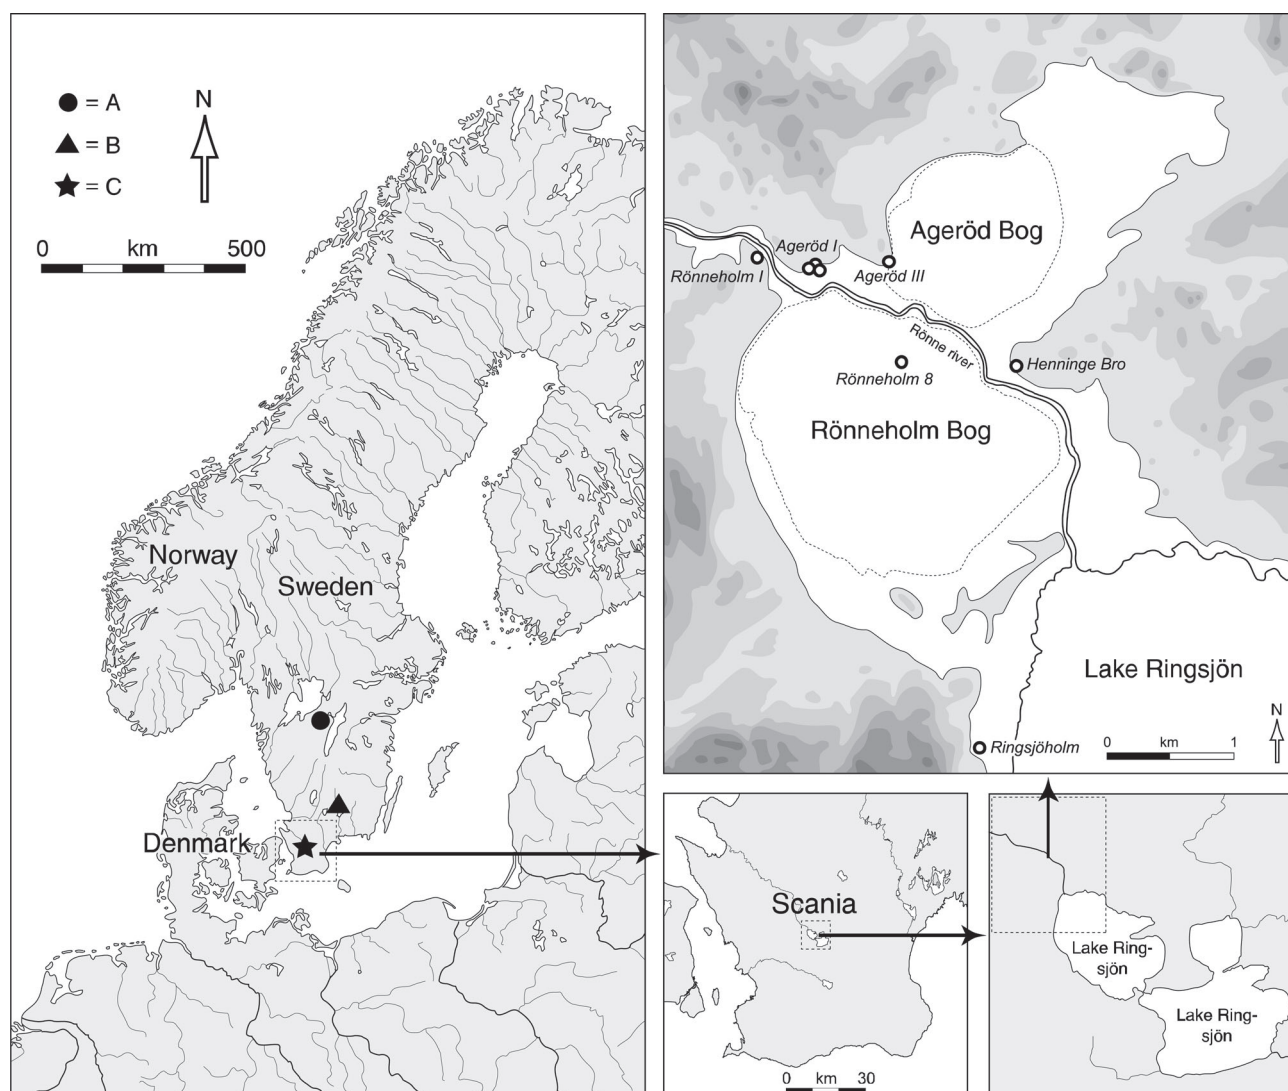 = A
= B
= C
N
0 km 500
Norway
Sweden
Denmark
Ageröd Bog
Ageröd I
Rönneholm I
Ageröd III
Rönne river
Rönneholm 8
Henninge Bro
Rönneholm Bog
Lake Ringsjön
N
0 km 1
Ringsjöholm
Scania
0 km 30
Lake Ring-
sjön
Lake Ring-
sjön